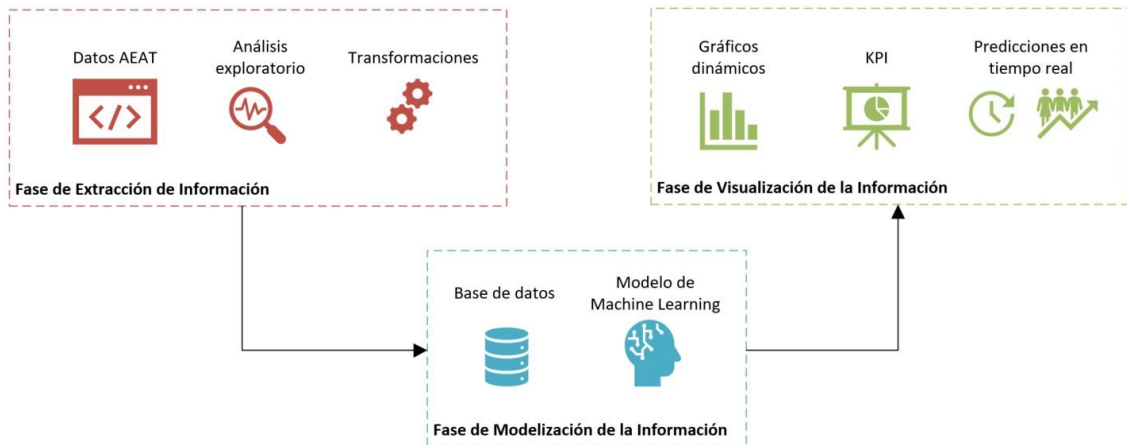 Datos AEAT
Análisis
exploratorio
Transformaciones
</>
Fase de Extracción de Información
Gráficos
dinámicos
KPI
Predicciones en
tiempo real
Fase de Visualización de la Información
Base de datos
Modelo de
Machine Learning
Fase de Modelización de la Información